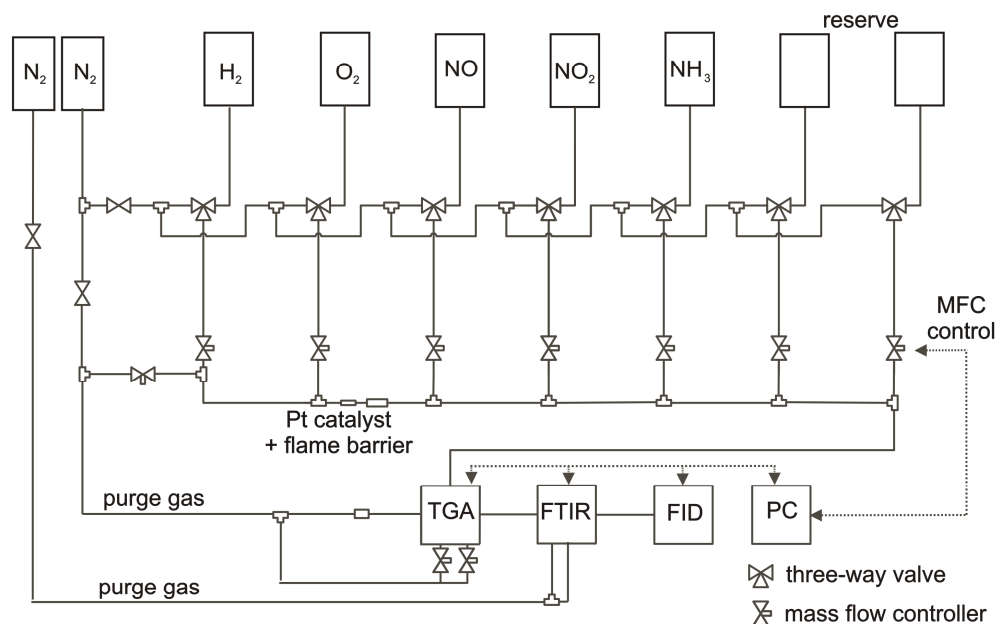 reserve
N₂
N₂
H₂
O₂
NO
NO₂
NH₃
MFC
control
Pt catalyst
+ flame barrier
purge gas
TGA
FTIR
FID
PC
purge gas
three-way valve
mass flow controller